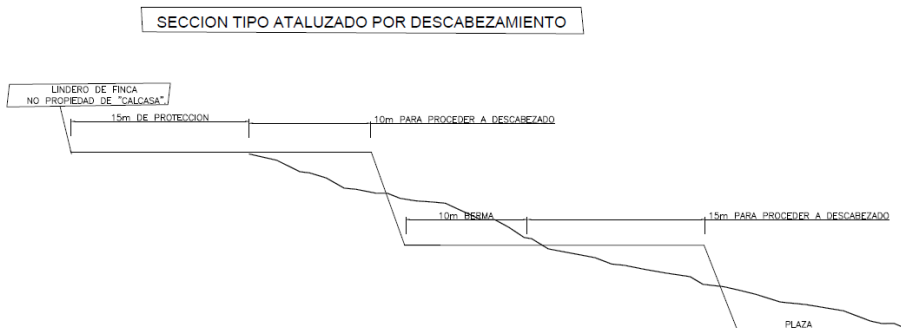 SECCION TIPO ATALUZADO POR DESCABEZAMIENTO
LINDERO DE FINCA
NO PROPIEDAD DE "CALCASA".
15m DE PROTECCION
10m PARA PROCEDER A DESCABEZADO
10m BERMA
15m PARA PROCEDER A DESCABEZADO
PLAZA